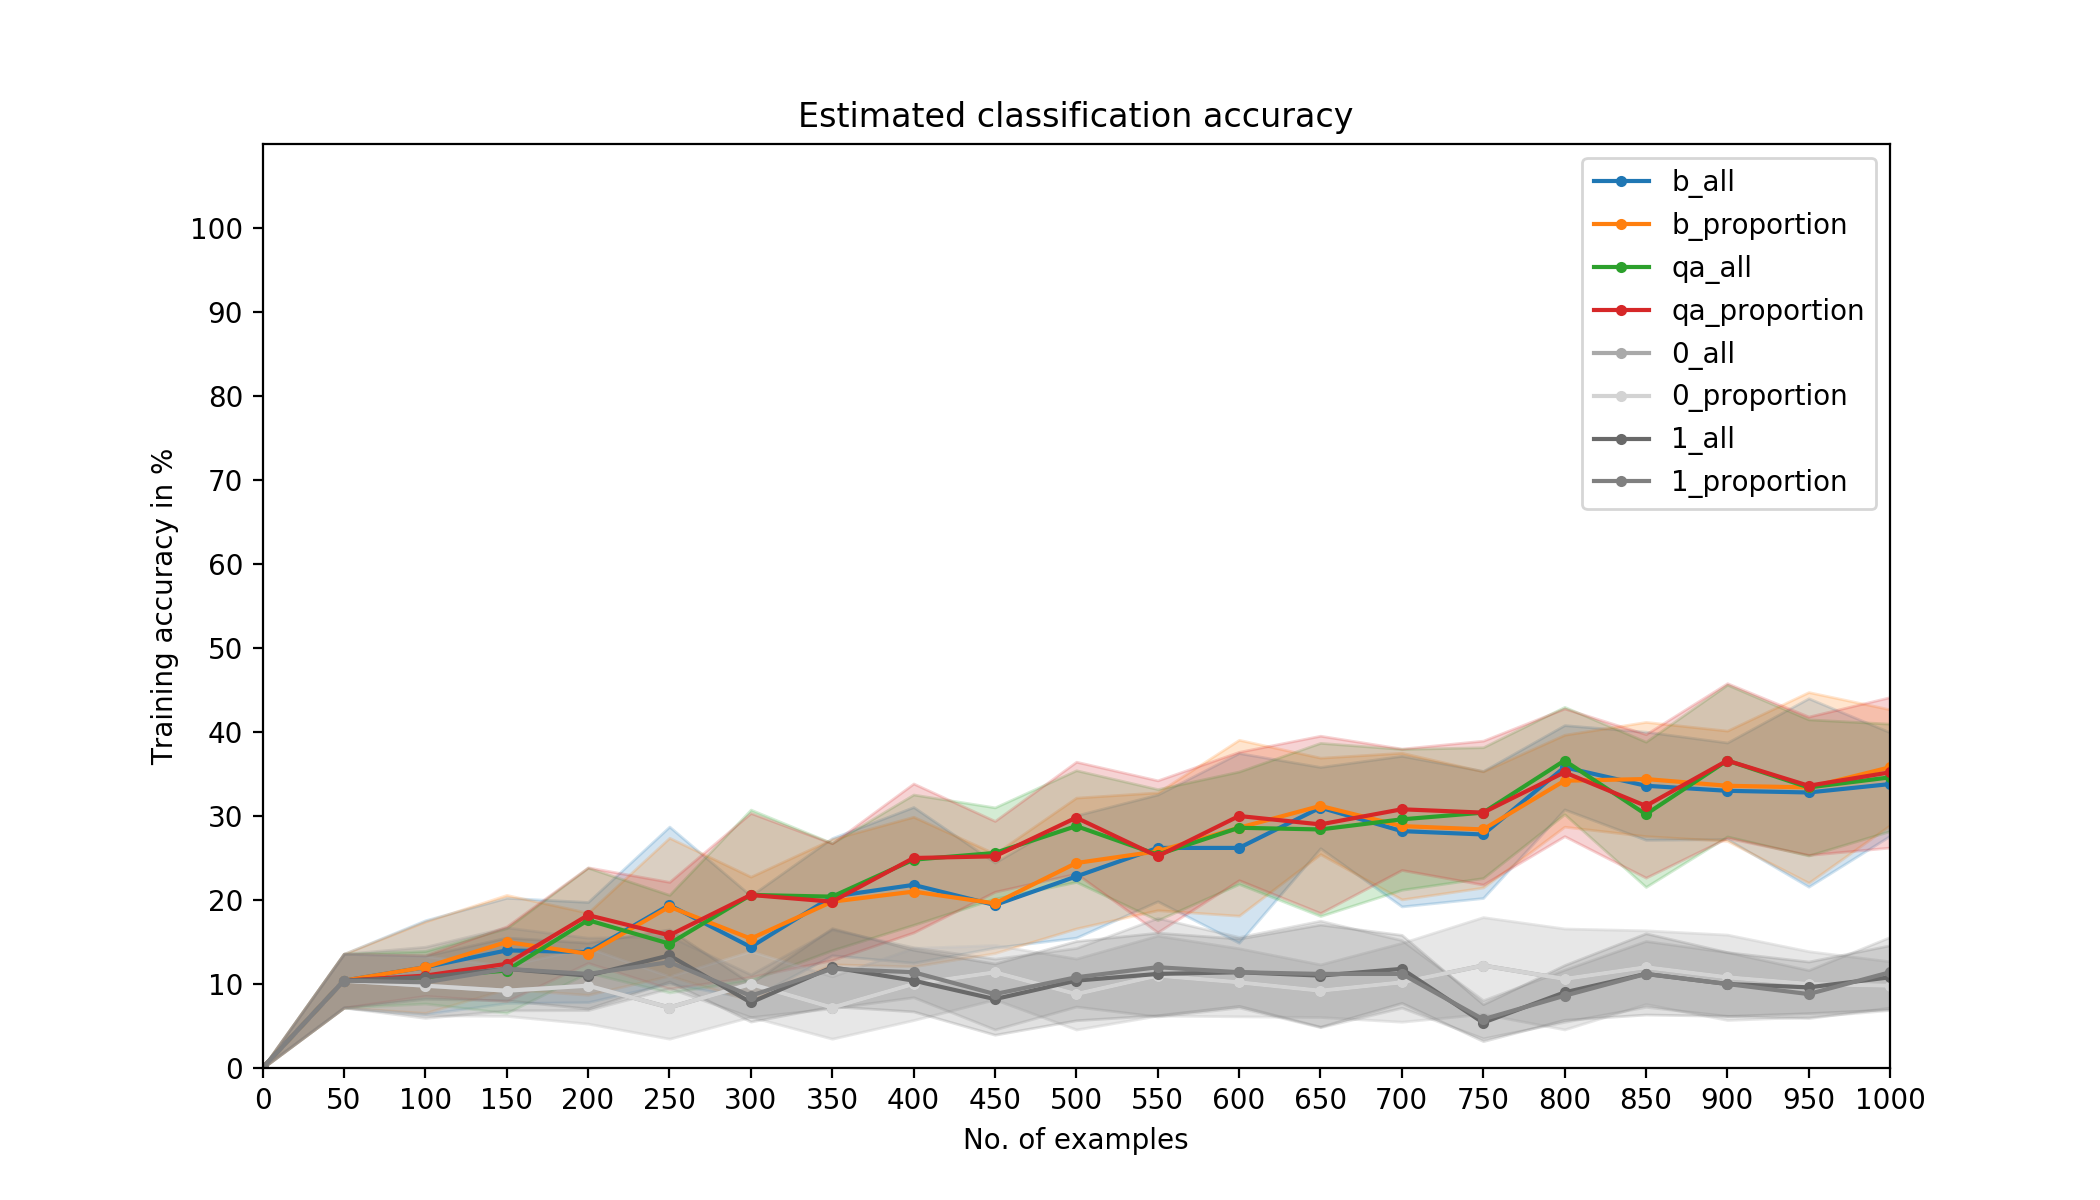 Estimated classification accuracy
b_all
b_proportion
qa_all
qa_proportion
0_all
0_proportion
1_all
1_proportion
Training accuracy in %
100
90
80
70
60
50
40
30
20
10
0
0 50 100 150 200 250 300 350 400 450 500 550 600 650 700 750 800 850 900 950 1000
No. of examples